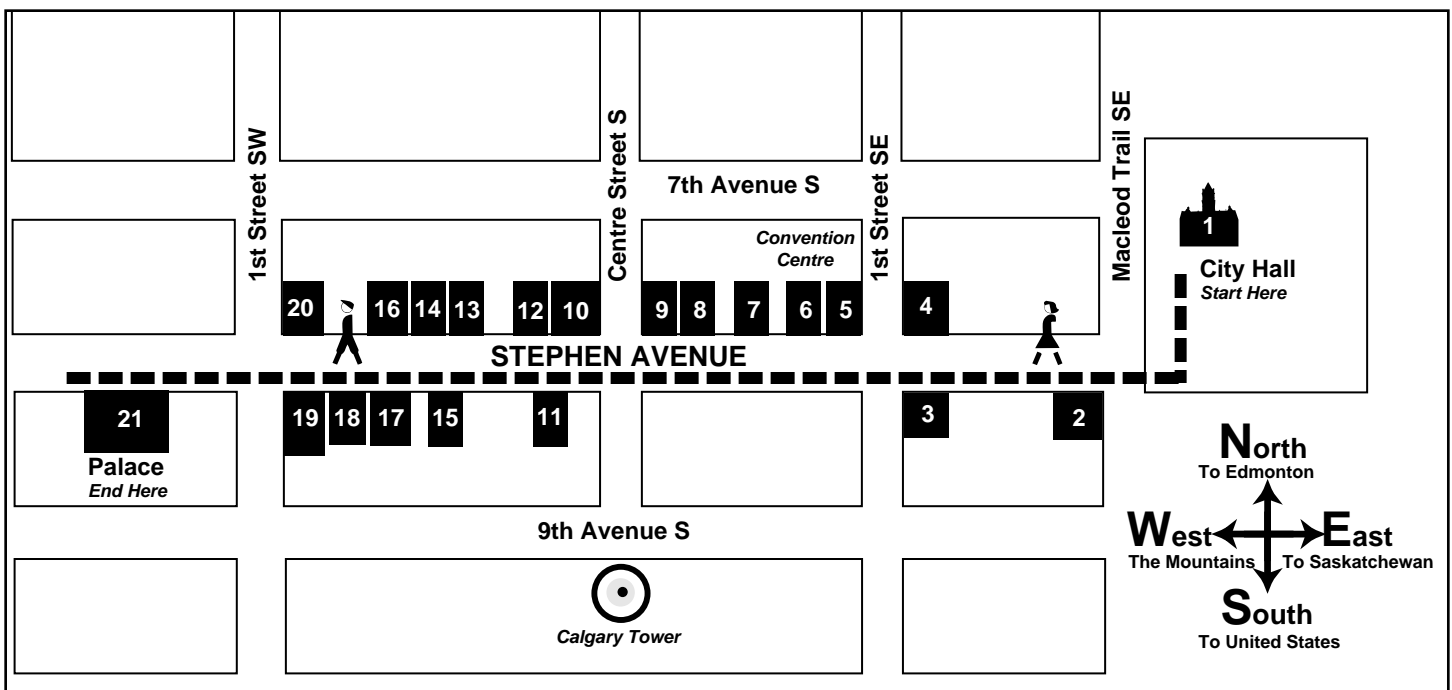 1st Street SW
Centre Street S
1st Street SE
Macleod Trail SE
7th Avenue S
1
Convention
Centre
City Hall
Start Here
20
16
14
13
12
10
9
8
7
6
5
4
STEPHEN AVENUE
21
19
18
17
15
11
3
2
Palace
End Here
North
To Edmonton
9th Avenue S
West
East
The Mountains
To Saskatchewan
South
To United States
Calgary Tower